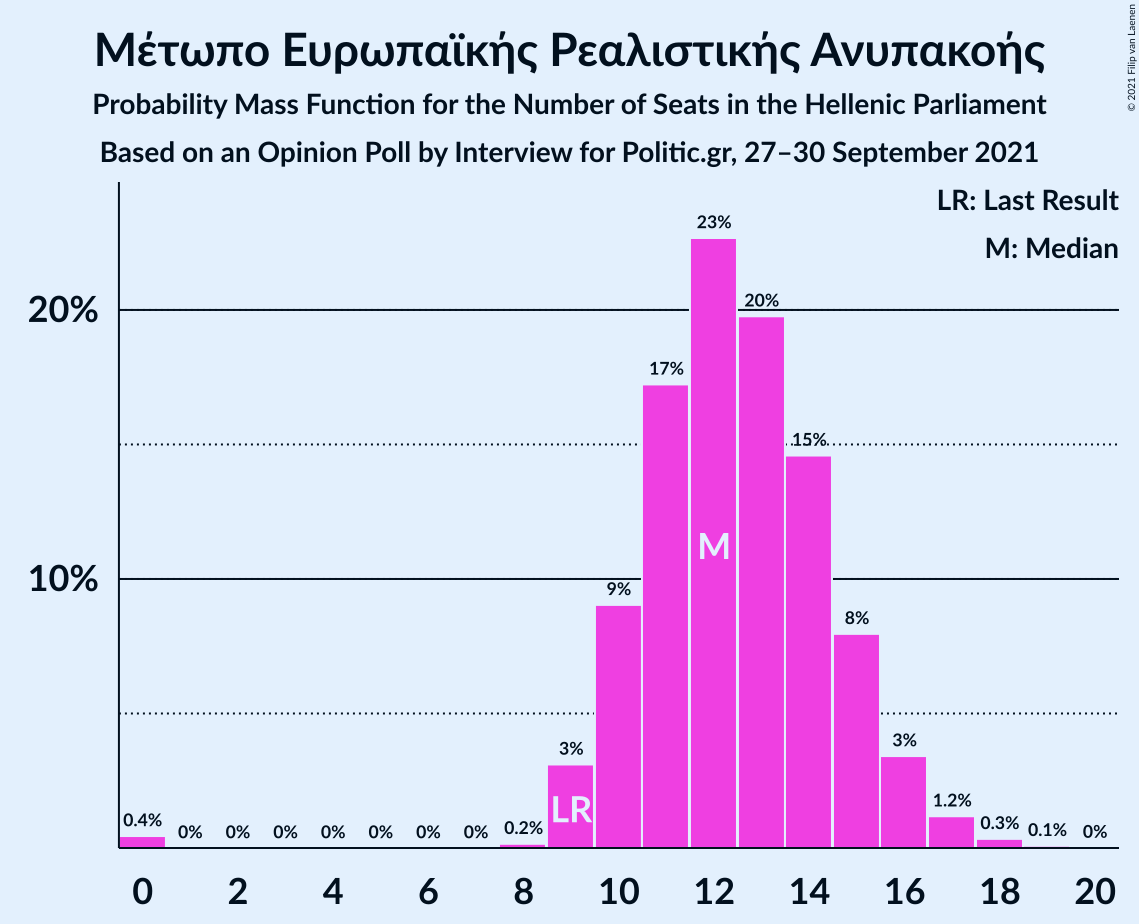 Μέτωπο Ευρωπαϊκής Ρεαλιστικής Ανυπακοής
Probability Mass Function for the Number of Seats in the Hellenic Parliament
Based on an Opinion Poll by Interview for Politic.gr, 27–30 September 2021
© 2021 Filip van Laenen
LR: Last Result
M: Median
20%
10%
0.4%
0%
0%
0%
0%
0%
0%
0%
0.2%
3%
9%
17%
23%
20%
15%
8%
3%
1.2%
0.3%
0.1%
0%
LR
M
0 2 4 6 8 10 12 14 16 18 20